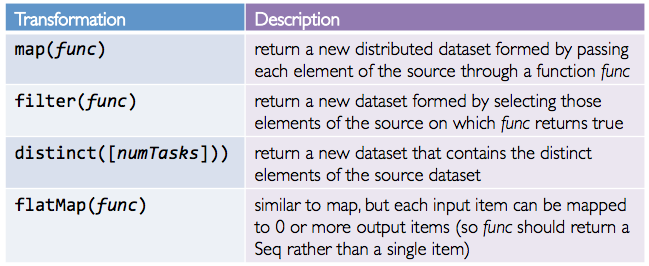 Transformation Description
map(func) return a new distributed dataset formed by passing
each element of the source through a function func
filter(func) return a new dataset formed by selecting those
elements of the source on which func returns true
distinct([numTasks])) return a new dataset that contains the distinct
elements of the source dataset
flatMap(func) similar to map, but each input item can be mapped
to 0 or more output items (so func should return a
Seq rather than a single item)